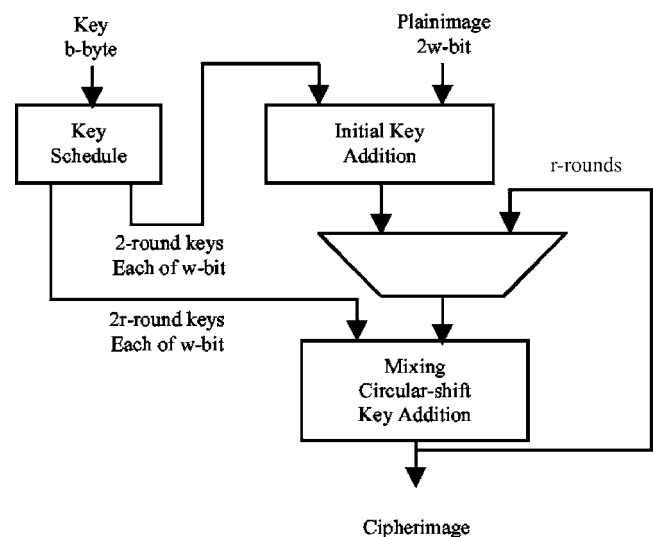 Key
b-byte
Plainimage
2w-bit
Key
Schedule
Initial Key
Addition
r-rounds
2-round keys
Each of w-bit
2r-round keys
Each of w-bit
Mixing
Circular-shift
Key Addition
Cipherimage